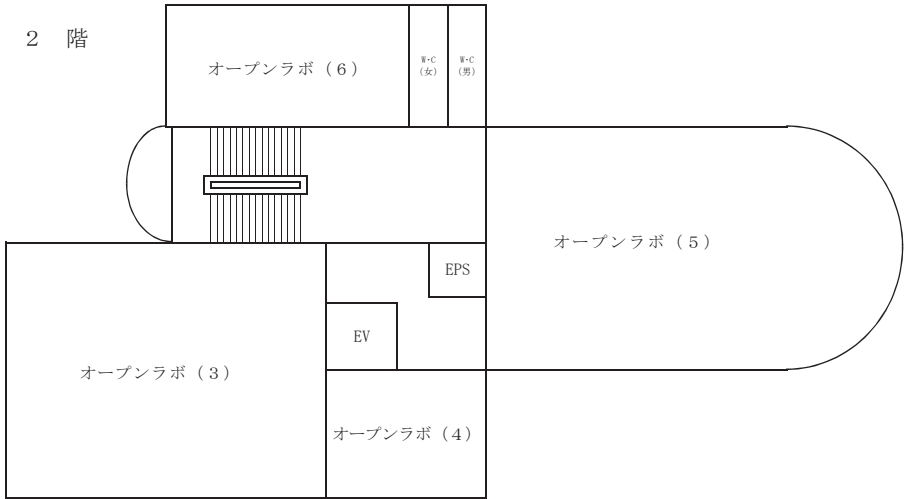 ２　階
オープンラボ（６）
W・C
（女）
W・C
（男）
オープンラボ（５）
EPS
EV
オープンラボ（３）
オープンラボ（４）